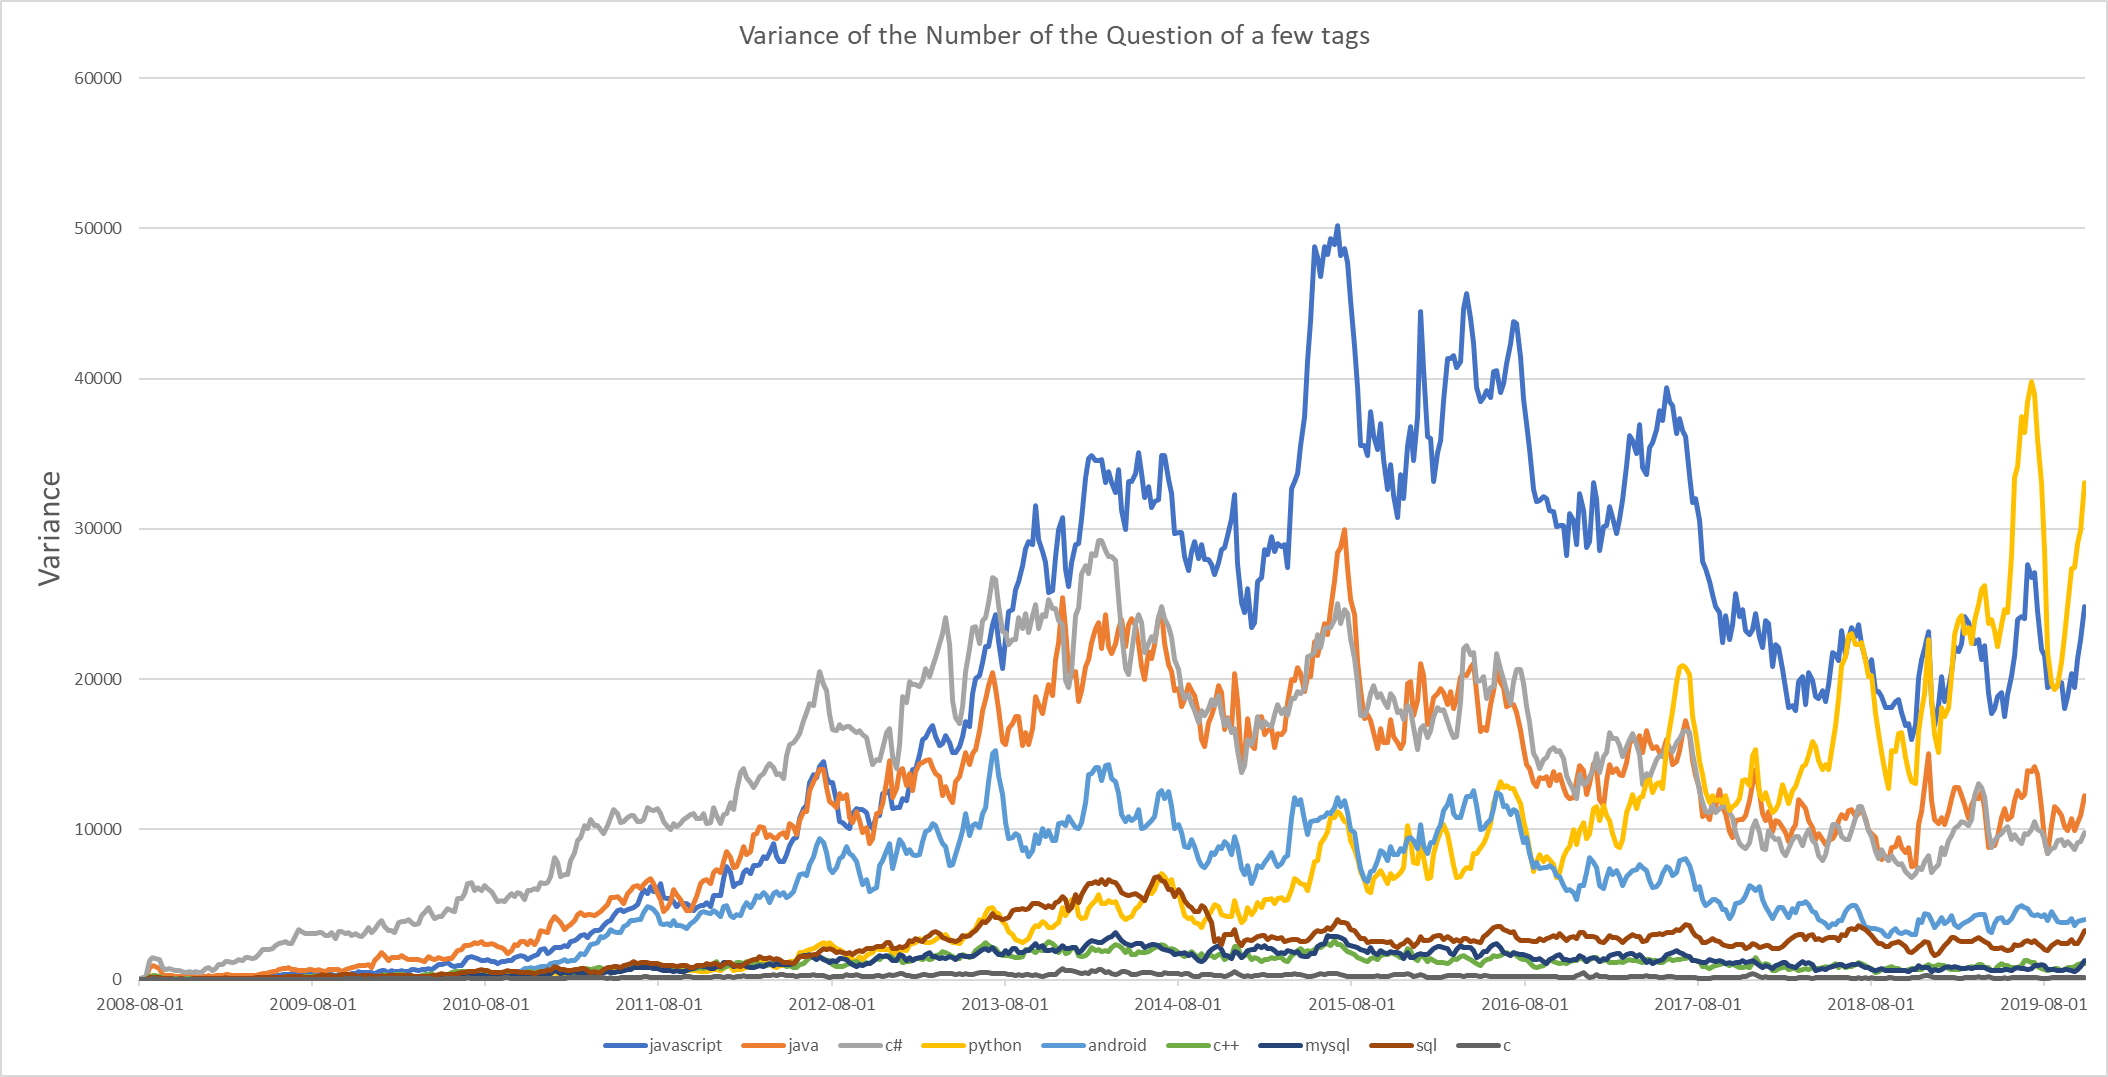 Variance of the Number of the Question of a few tags
Variance
60000
50000
40000
30000
20000
10000
0
2008-08-01 2009-08-01 2010-08-01 2011-08-01 2012-08-01 2013-08-01 2014-08-01 2015-08-01 2016-08-01 2017-08-01 2018-08-01 2019-08-01
javascript java c# python android c++ mysql sql c